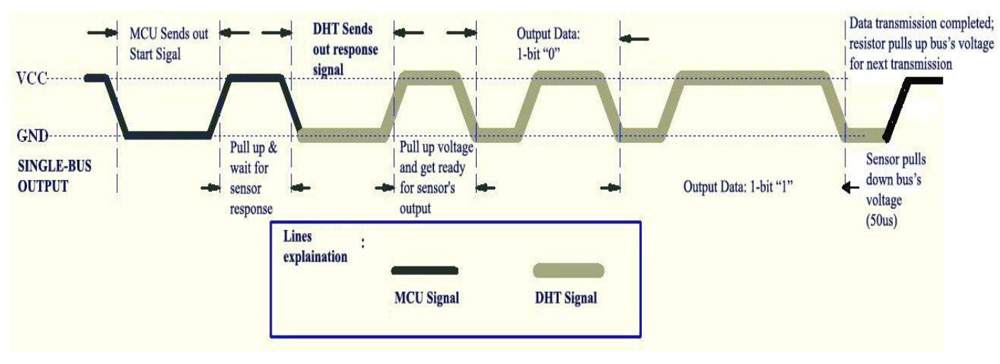 MCU Sends out
Start Sigal
DHT Sends
out response
signal
Output Data:
1-bit “0”
Data transmission completed;
resistor pulls up bus’s voltage
for next transmission
VCC
GND
SINGLE-BUS
OUTPUT
Pull up &
wait for
sensor
response
Pull up voltage
and get ready
for sensor's
output
Output Data: 1-bit “1”
Sensor pulls
down bus’s
voltage
(50us)
Lines
explaination :
MCU Signal
DHT Signal